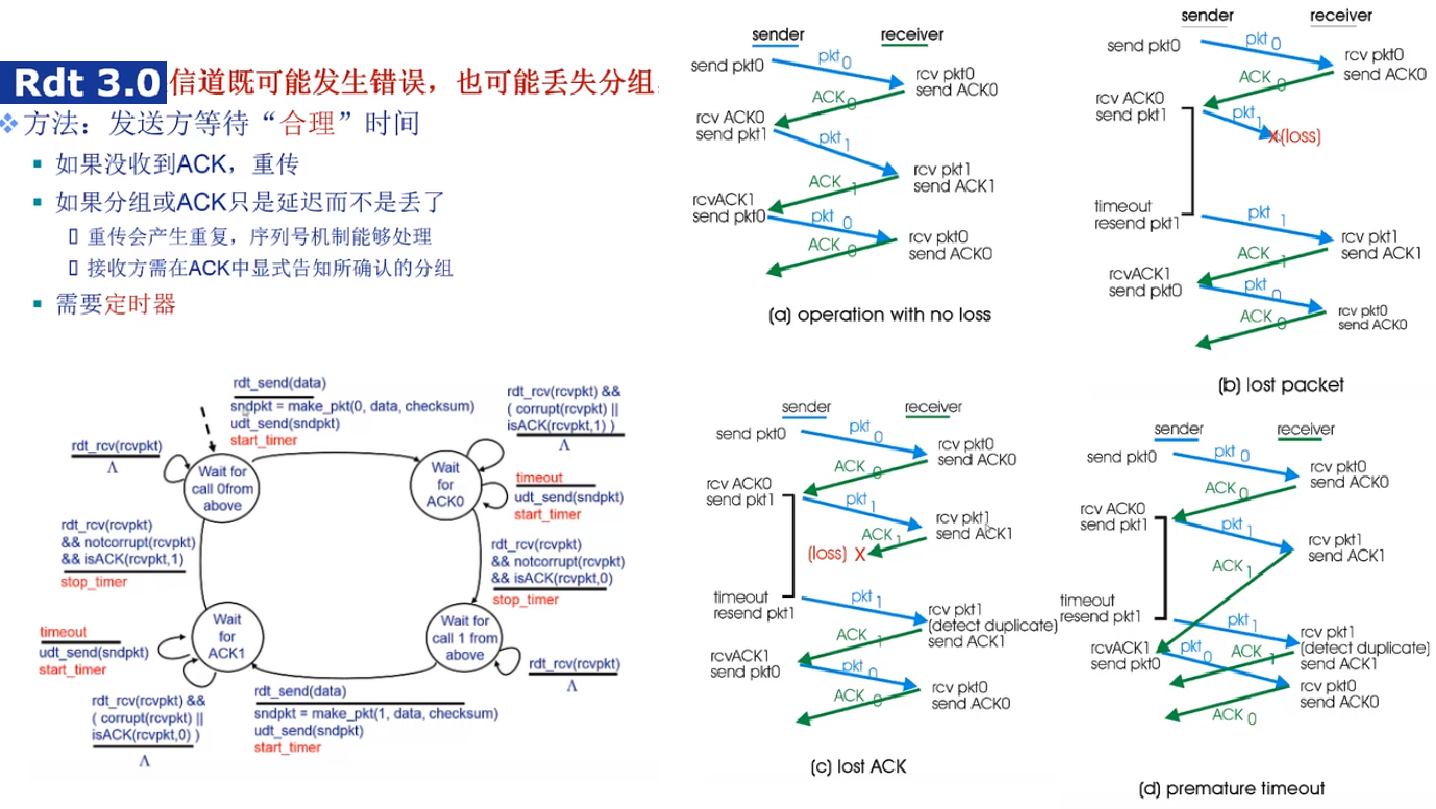 Rdt 3.0 信道既可能发生错误，也可能丢失分组
方法：发送方等待“合理”时间
如果没收到ACK，重传
如果分组或ACK只是延迟而不是丢了
重传会产生重复，序列号机制能够处理
接收方需在ACK中显式告知所确认的分组
需要定时器
rdt_send(data)
sndpkt = make_pkt(0, data, checksum)
udt_send(sndpkt)
start_timer
rdt_rcv(rcvpkt) &&
( corrupt(rcvpkt) ||
isACK(rcvpkt,1) )
Λ
rdt_rcv(rcvpkt)
Λ
Wait for
call 0from
above
Wait
for
ACK0
timeout
udt_send(sndpkt)
start_timer
rdt_rcv(rcvpkt)
&& notcorrupt(rcvpkt)
&& isACK(rcvpkt,1)
stop_timer
rdt_rcv(rcvpkt)
&& notcorrupt(rcvpkt)
&& isACK(rcvpkt,0)
stop_timer
Wait
for
ACK1
Wait for
call 1 from
above
timeout
udt_send(sndpkt)
start_timer
rdt_rcv(rcvpkt)
Λ
rdt_rcv(rcvpkt) &&
( corrupt(rcvpkt) ||
isACK(rcvpkt,0) )
Λ
rdt_send(data)
sndpkt = make_pkt(1, data, checksum)
udt_send(sndpkt)
start_timer
sender receiver
send pkt0
pkt0
rcv pkt0
send ACK0
ACK0
rcv ACK0
send pkt1
pkt1
rcv pkt1
send ACK1
ACK1
rcvACK1
send pkt0
pkt0
rcv pkt0
send ACK0
ACK0
(a) operation with no loss
sender receiver
send pkt0
pkt0
rcv pkt0
send ACK0
ACK0
rcv ACK0
send pkt1
pkt1
X(loss)
timeout
resend pkt1
pkt1
rcv pkt1
send ACK1
ACK1
rcvACK1
send pkt0
pkt0
rcv pkt0
send ACK0
ACK0
(b) lost packet
sender receiver
send pkt0
pkt0
rcv pkt0
send ACK0
ACK0
rcv ACK0
send pkt1
pkt1
rcv pkt1
send ACK1
ACK1
(loss) X
timeout
resend pkt1
pkt1
rcv pkt1
(detect duplicate)
send ACK1
ACK1
rcvACK1
send pkt0
pkt0
rcv pkt0
send ACK0
ACK0
(c) lost ACK
sender receiver
send pkt0
pkt0
rcv pkt0
send ACK0
ACK0
rcv ACK0
send pkt1
pkt1
rcv pkt1
send ACK1
ACK1
timeout
resend pkt1
pkt1
rcv pkt1
(detect duplicate)
send ACK1
rcvACK1
send pkt0
pkt0
ACK1
rcv pkt0
send ACK0
ACK0
(d) premature timeout